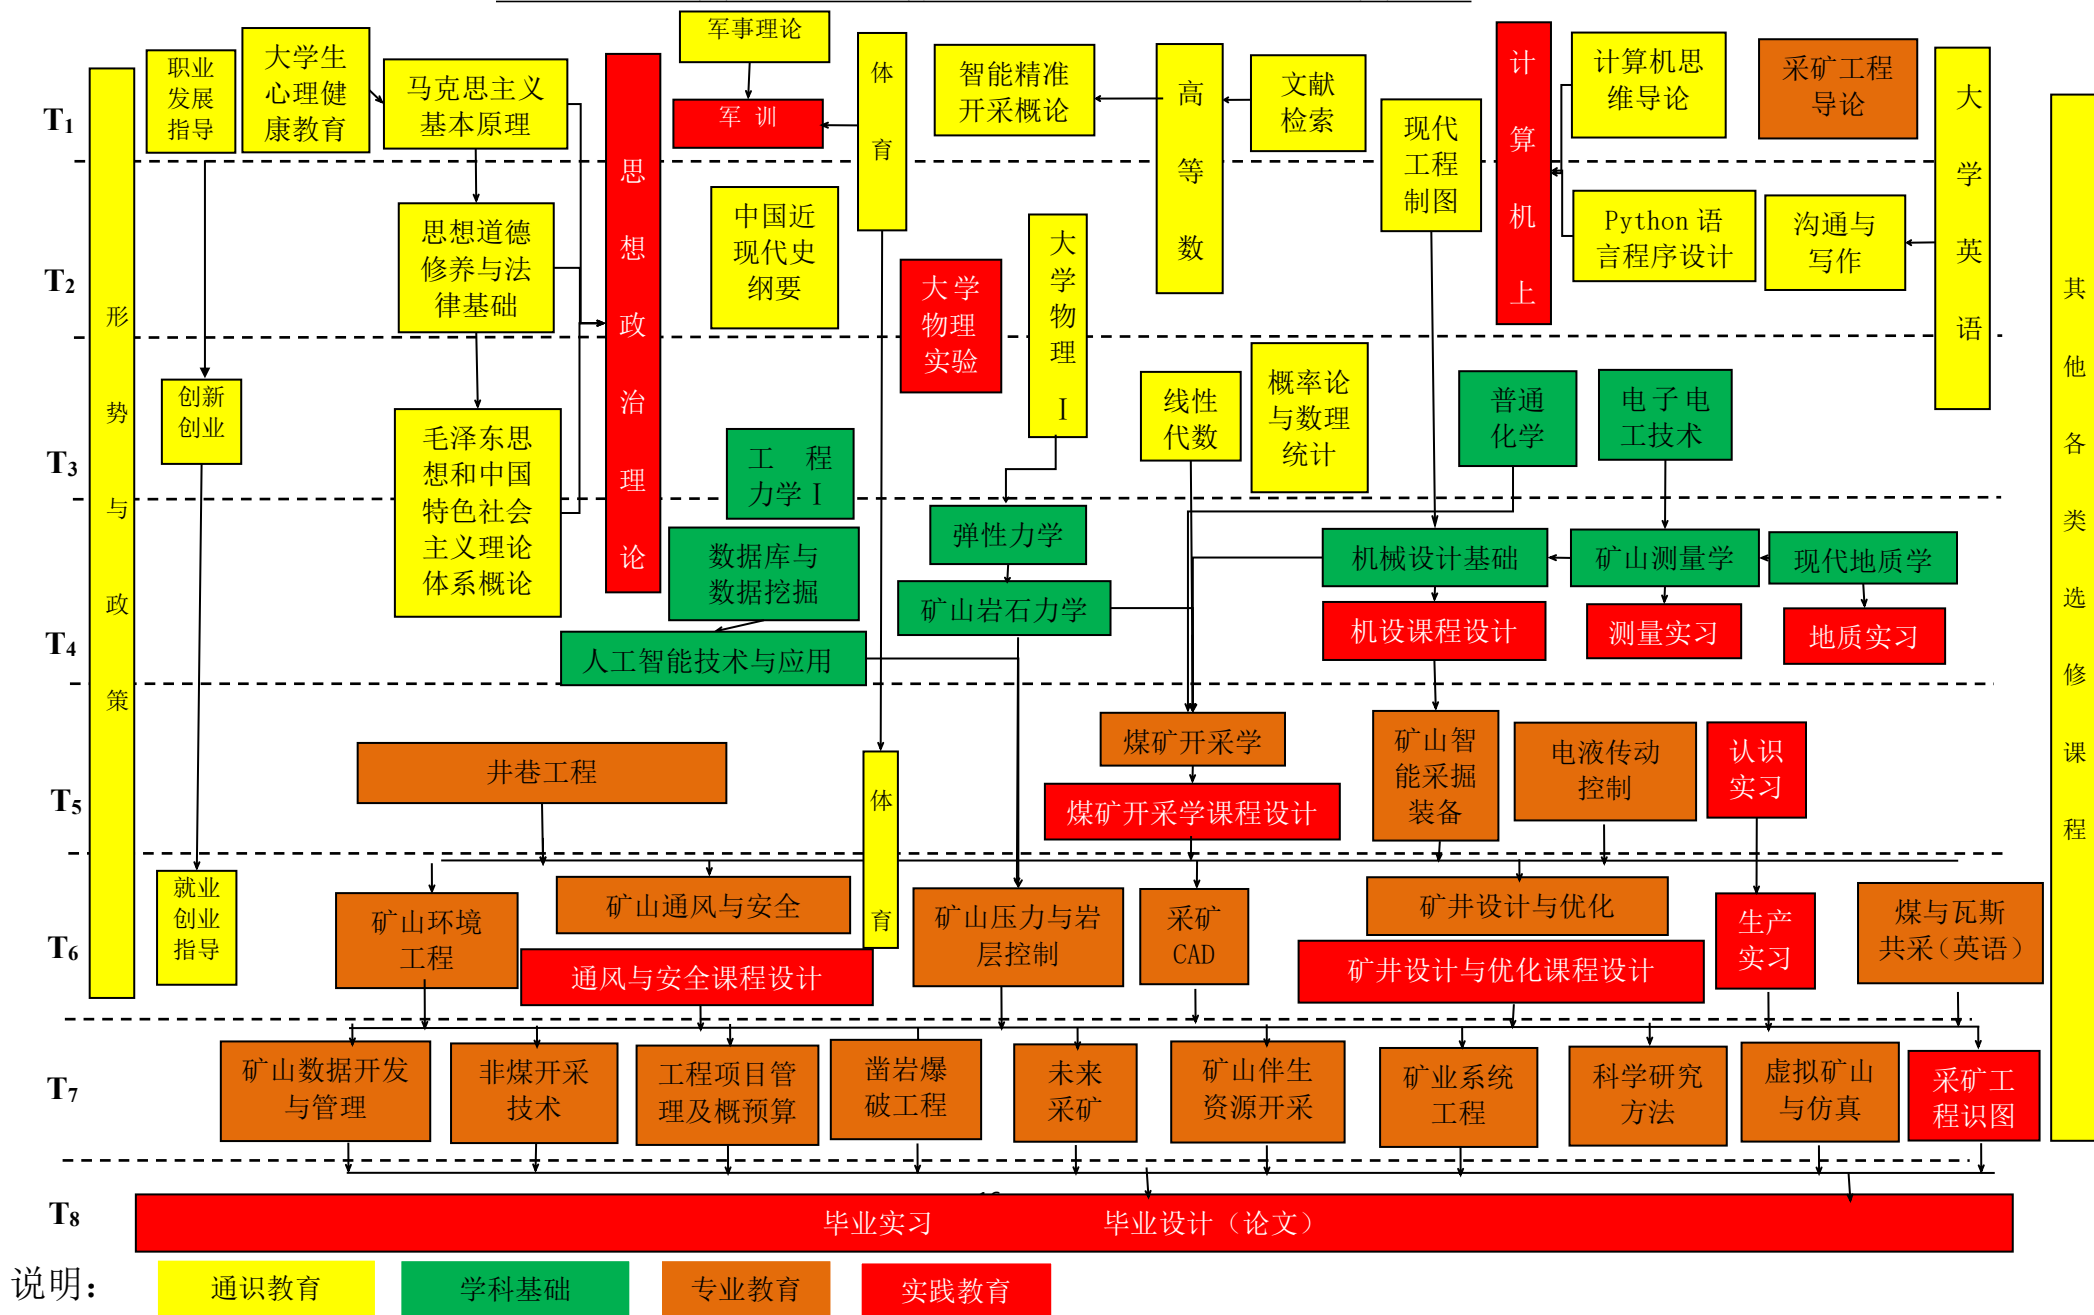 T1
职业
发展
指导
大学生
心理健
康教育
马克思主义
基本原理
军事理论
军 训
体
育
智能精准
开采概论
高
等
数
文献
检索
现代
工程
制图
计
算
机
上
计算机思
维导论
采矿工程
导论
大
学
英
语
T2
思想道德
修养与法
律基础
思
想
政
治
理
论
中国近
现代史
纲要
大学
物理
实验
大
学
物
理
I
Python 语
言程序设计
沟通与
写作
形
势
与
政
策
其
他
各
类
选
修
课
程
T3
创新
创业
毛泽东思
想和中国
特色社会
主义理论
体系概论
工 程
力学 I
线性
代数
概率论
与数理
统计
普通
化学
电子电
工技术
T4
数据库与
数据挖掘
人工智能技术与应用
弹性力学
矿山岩石力学
机械设计基础
矿山测量学
现代地质学
机设课程设计
测量实习
地质实习
T5
井巷工程
体
育
煤矿开采学
煤矿开采学课程设计
矿山智
能采掘
装备
电液传动
控制
认识
实习
T6
就业
创业
指导
矿山环境
工程
矿山通风与安全
通风与安全课程设计
矿山压力与岩
层控制
采矿
CAD
矿井设计与优化
矿井设计与优化课程设计
生产
实习
煤与瓦斯
共采（英语）
T7
矿山数据开发
与管理
非煤开采
技术
工程项目管
理及概预算
凿岩爆
破工程
未来
采矿
矿山伴生
资源开采
矿业系统
工程
科学研究
方法
虚拟矿山
与仿真
采矿工
程识图
T8
毕业实习 毕业设计（论文）
说明：
通识教育
学科基础
专业教育
实践教育